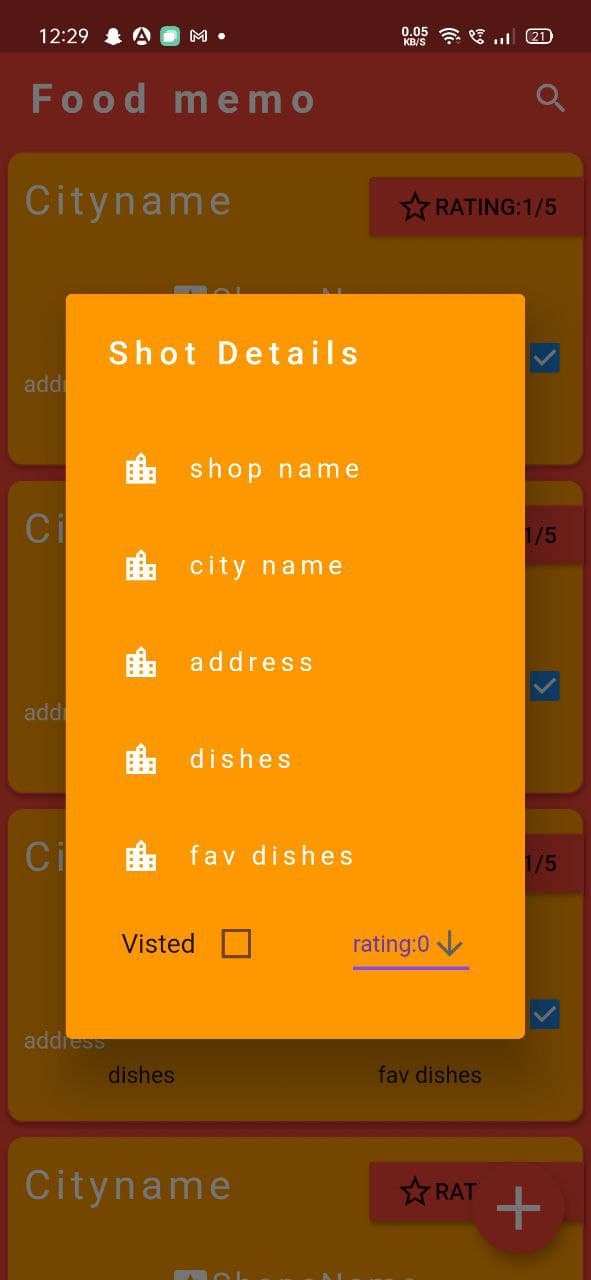 12:29
0.05
KB/S
21
Food memo
Cityname
RATING:1/5
addr
Shot Details
shop name
Ci
1/5
city name
address
addr
dishes
Ci
fav dishes
1/5
Visted
rating:0
address
dishes
fav dishes
Cityname
RAT
ShopsName